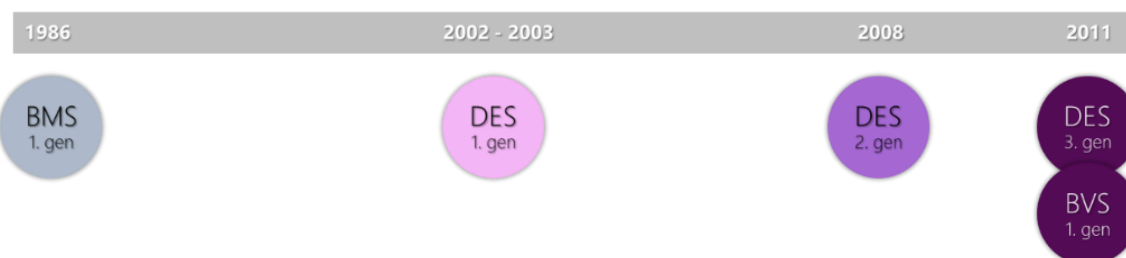 1986 2002 - 2003 2008 2011
BMS DES DES DES
1. gen 1. gen 2. gen 3. gen
BVS
1. gen